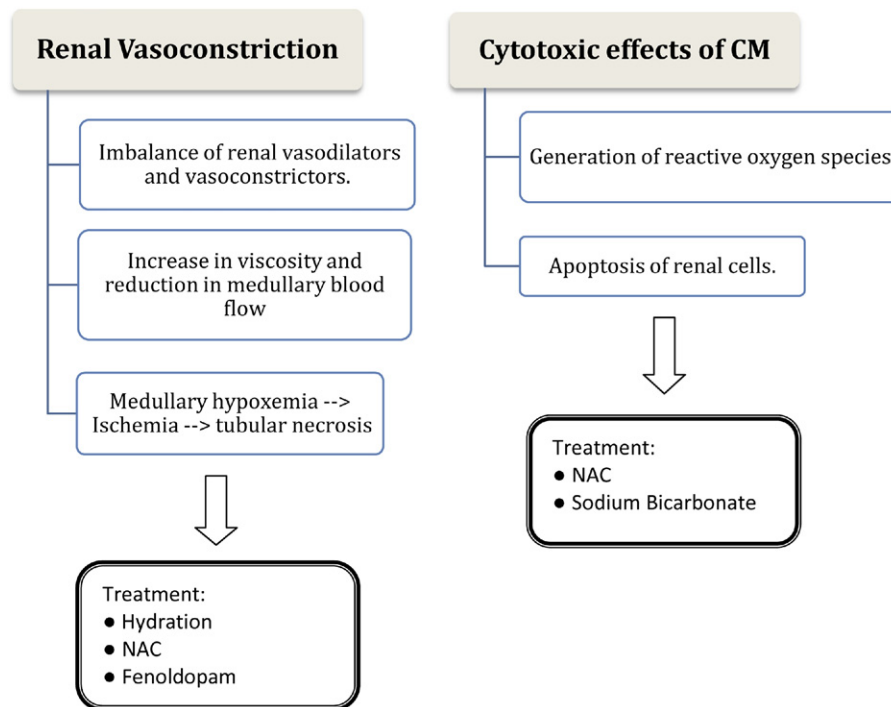 Renal Vasoconstriction
Imbalance of renal vasodilators
and vasoconstrictors.
Increase in viscosity and
reduction in medullary blood
flow
Medullary hypoxemia -->
Ischemia --> tubular necrosis
Treatment:
● Hydration
● NAC
● Fenoldopam
Cytotoxic effects of CM
Generation of reactive oxygen species
Apoptosis of renal cells.
Treatment:
● NAC
● Sodium Bicarbonate